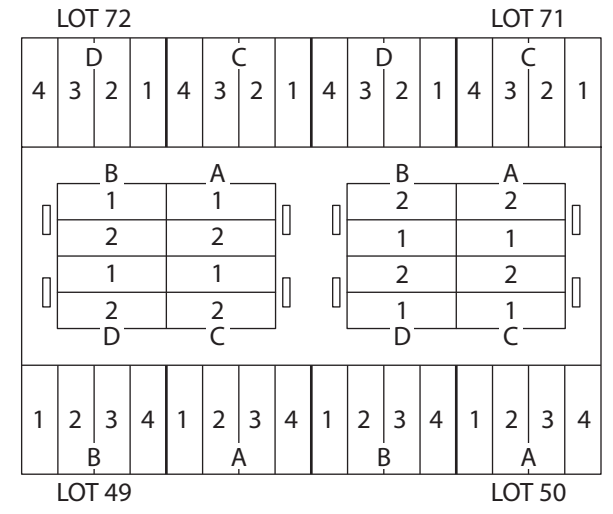 LOT 72 LOT 71
D C D C
4 3 2 1 4 3 2 1 4 3 2 1 4 3 2 1
B A B A
1 1 2 2
2 2 1 1
1 1 2 2
2 2 1 1
D C D C
1 2 3 4 1 2 3 4 1 2 3 4 1 2 3 4
B A B A
LOT 49 LOT 50